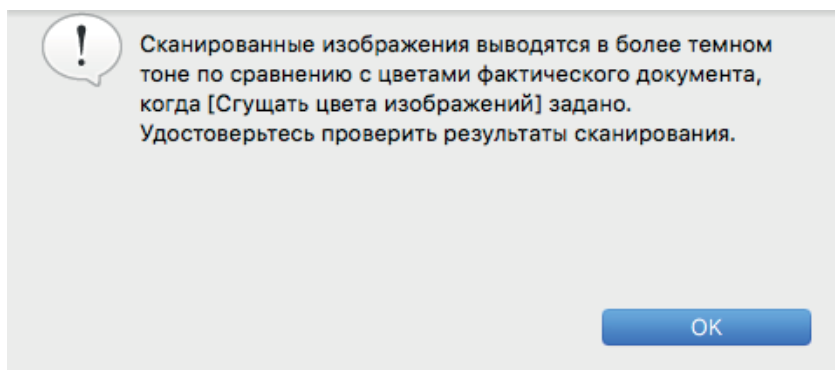 Сканированные изображения выводятся в более темном
тоне по сравнению с цветами фактического документа,
когда [Сгущать цвета изображений] задано.
Удостоверьтесь проверить результаты сканирования.
OK